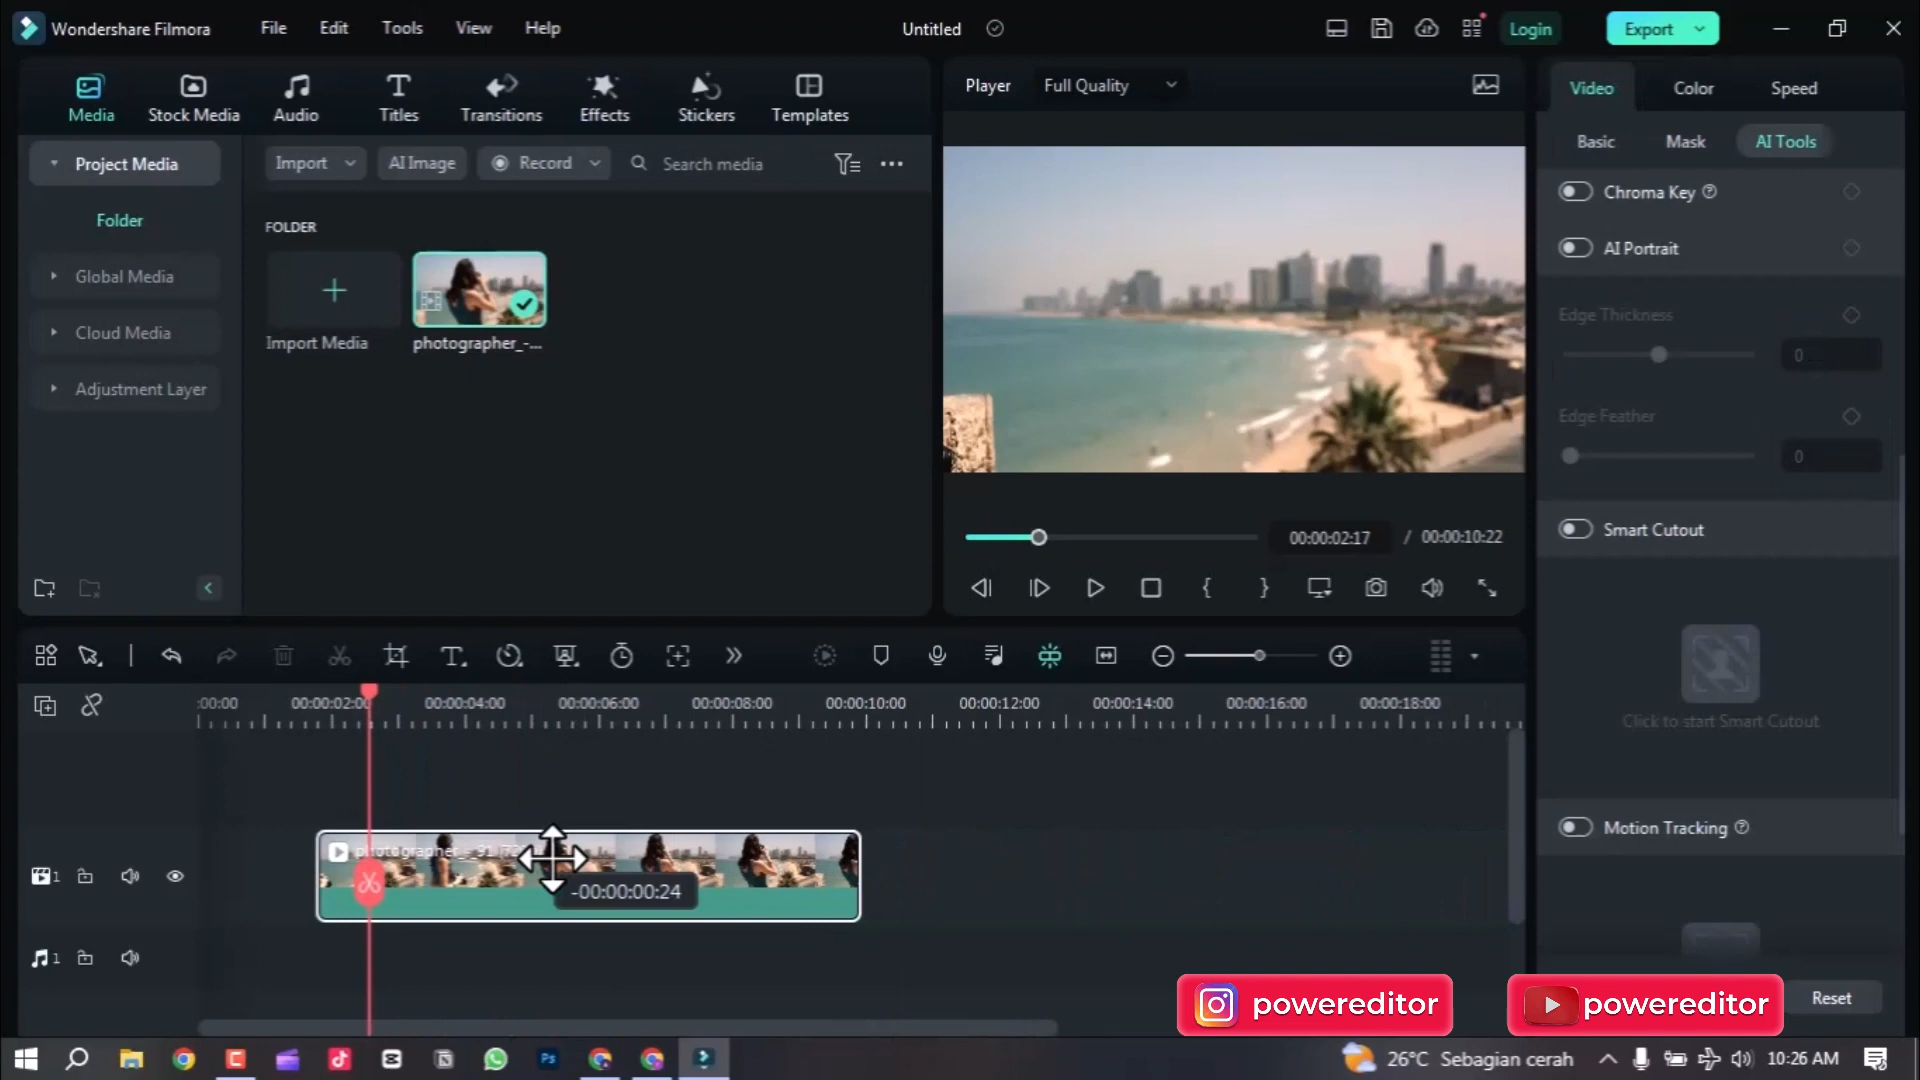 Wondershare Filmora File Edit Tools View Help Untitled Login Export
Media Stock Media Audio Titles Transitions Effects Stickers Templates
Player Full Quality
Video Color Speed
Project Media
Import AI Image Record Search media
Basic Mask AI Tools
Folder
Global Media
Cloud Media
Adjustment Layer
FOLDER
Import Media
photographer_-...
Chroma Key
AI Portrait
Edge Thickness
0
Edge Feather
0
Smart Cutout
Click to start Smart Cutout
Motion Tracking
Reset
00:00:02:17 / 00:00:10:22
:00:00 00:00:02:00 00:00:04:00 00:00:06:00 00:00:08:00 00:00:10:00 00:00:12:00 00:00:14:00 00:00:16:00 00:00:18:00
-00:00:00:24
1
1
powereditor powereditor
26°C Sebagian cerah 10:26 AM